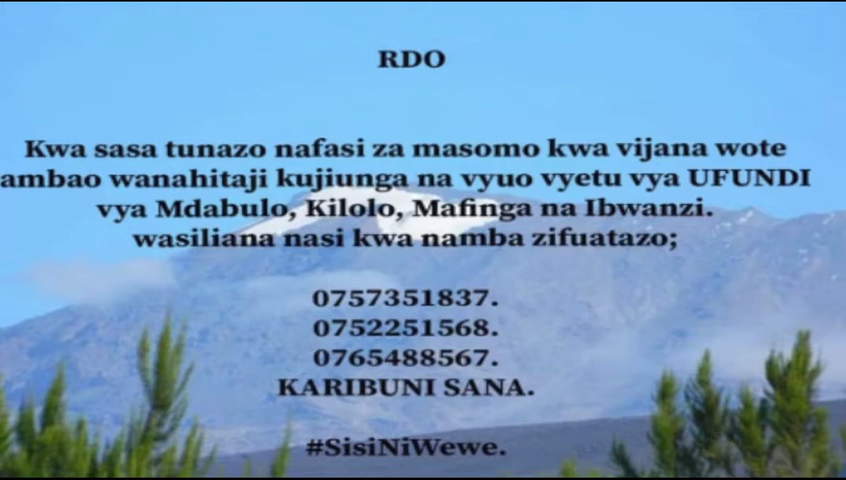 RDO
Kwa sasa tunazo nafasi za masomo kwa vijana wote
ambao wanahitaji kujiunga na vyuo vyetu vya UFUNDI
vya Mdabulo, Kilolo, Mafinga na Ibwanzi.
wasiliana nasi kwa namba zifuatazo;
0757351837.
0752251568.
0765488567.
KARIBUNI SANA.
#SisiNiWewe.